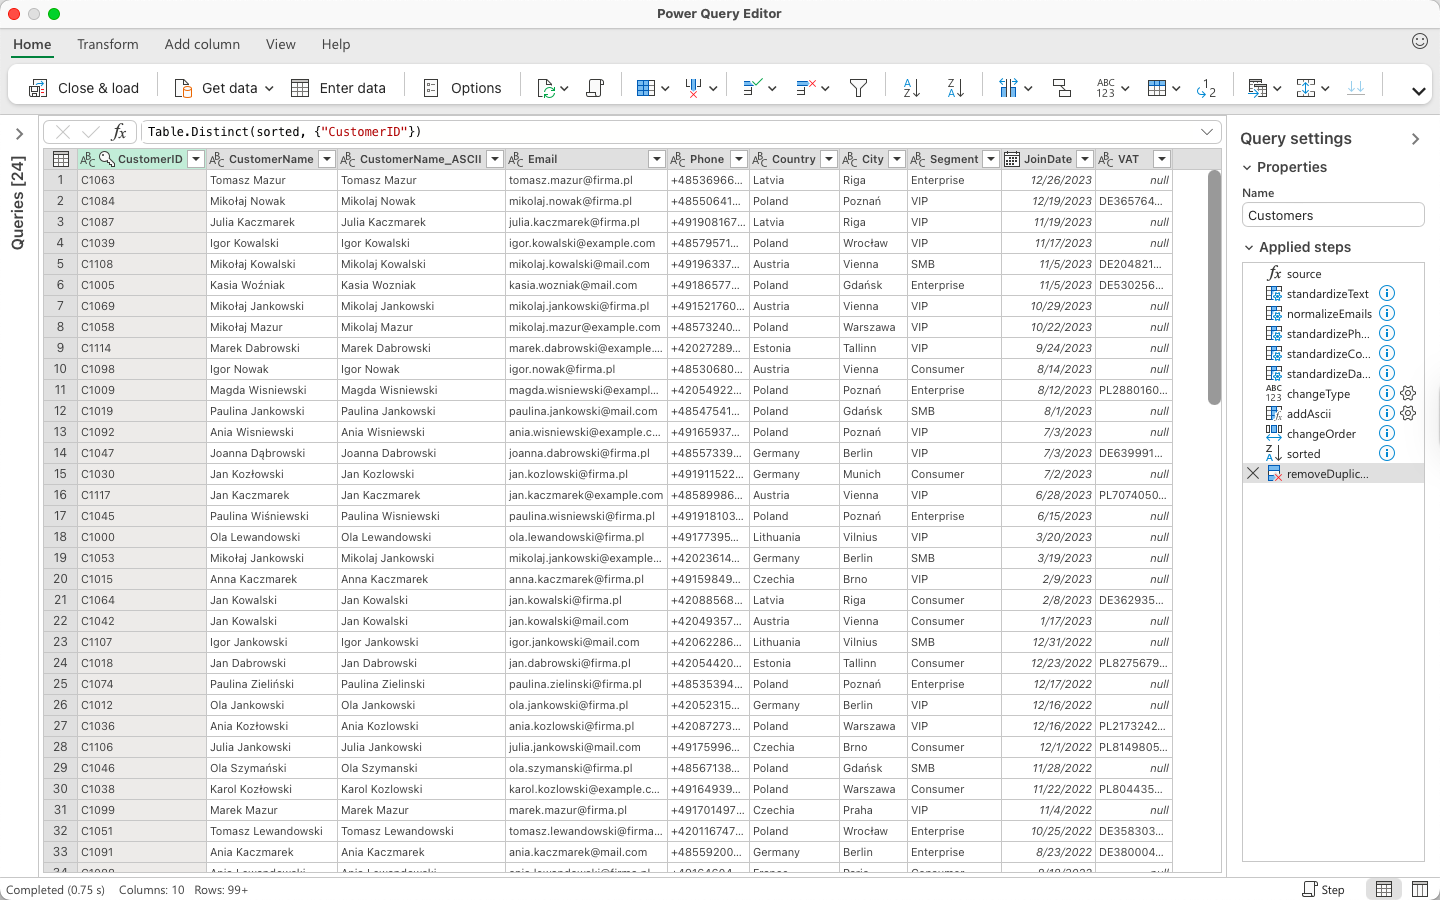 Power Query Editor
Home Transform Add column View Help
Close & load Get data Enter data Options
Table.Distinct(sorted, {"CustomerID"})
Queries [24]
CustomerID CustomerName CustomerName_ASCII Email Phone Country City Segment JoinDate VAT
1 C1063 Tomasz Mazur Tomasz Mazur tomasz.mazur@firma.pl +48536966... Latvia Riga Enterprise 12/26/2023 null
2 C1084 Mikołaj Nowak Mikolaj Nowak mikolaj.nowak@firma.pl +48550641... Poland Poznań VIP 12/19/2023 DE365764...
3 C1087 Julia Kaczmarek Julia Kaczmarek julia.kaczmarek@firma.pl +491908167... Latvia Riga VIP 11/19/2023 null
4 C1039 Igor Kowalski Igor Kowalski igor.kowalski@example.com +48579571... Poland Wrocław VIP 11/17/2023 null
5 C1108 Mikołaj Kowalski Mikolaj Kowalski mikolaj.kowalski@mail.com +49196337... Austria Vienna SMB 11/5/2023 DE204821...
6 C1005 Kasia Woźniak Kasia Wozniak kasia.wozniak@mail.com +49186577... Poland Gdańsk Enterprise 11/5/2023 DE530256...
7 C1069 Mikołaj Jankowski Mikolaj Jankowski mikolaj.jankowski@firma.pl +491521760... Austria Vienna VIP 10/29/2023 null
8 C1058 Mikołaj Mazur Mikolaj Mazur mikolaj.mazur@example.com +48573240... Poland Warszawa VIP 10/22/2023 null
9 C1114 Marek Dabrowski Marek Dabrowski marek.dabrowski@example.... +42027289... Estonia Tallinn VIP 9/24/2023 null
10 C1098 Igor Nowak Igor Nowak igor.nowak@firma.pl +48530680... Austria Vienna Consumer 8/14/2023 null
11 C1009 Magda Wisniewski Magda Wisniewski magda.wisniewski@exampl... +42054922... Poland Poznań Enterprise 8/12/2023 PL2880160...
12 C1019 Paulina Jankowski Paulina Jankowski paulina.jankowski@mail.com +48547541... Poland Gdańsk SMB 8/1/2023 null
13 C1092 Ania Wisniewski Ania Wisniewski ania.wisniewski@example.c... +49165937... Poland Poznań VIP 7/3/2023 null
14 C1047 Joanna Dąbrowski Joanna Dabrowski joanna.dabrowski@firma.pl +48557339... Germany Berlin VIP 7/3/2023 DE639991...
15 C1030 Jan Kozłowski Jan Kozlowski jan.kozlowski@firma.pl +491911522... Germany Munich Consumer 7/2/2023 null
16 C1117 Jan Kaczmarek Jan Kaczmarek jan.kaczmarek@example.com +48589986... Austria Vienna VIP 6/28/2023 PL7074050...
17 C1045 Paulina Wiśniewski Paulina Wisniewski paulina.wisniewski@firma.pl +491918103... Poland Poznań Enterprise 6/15/2023 null
18 C1000 Ola Lewandowski Ola Lewandowski ola.lewandowski@firma.pl +49177395... Lithuania Vilnius VIP 3/20/2023 null
19 C1053 Mikołaj Jankowski Mikolaj Jankowski mikolaj.jankowski@example... +42023614... Germany Berlin SMB 3/19/2023 null
20 C1015 Anna Kaczmarek Anna Kaczmarek anna.kaczmarek@firma.pl +49159849... Czechia Brno VIP 2/9/2023 null
21 C1064 Jan Kowalski Jan Kowalski jan.kowalski@firma.pl +42088568... Latvia Riga Consumer 2/8/2023 DE362935...
22 C1042 Jan Kowalski Jan Kowalski jan.kowalski@mail.com +42049357... Austria Vienna Consumer 1/17/2023 null
23 C1107 Igor Jankowski Igor Jankowski igor.jankowski@mail.com +42062286... Lithuania Vilnius SMB 12/31/2022 null
24 C1018 Jan Dabrowski Jan Dabrowski jan.dabrowski@firma.pl +42054420... Estonia Tallinn Consumer 12/23/2022 PL8275679...
25 C1074 Paulina Zieliński Paulina Zielinski paulina.zielinski@firma.pl +48535394... Poland Poznań Enterprise 12/17/2022 null
26 C1012 Ola Jankowski Ola Jankowski ola.jankowski@firma.pl +42052315... Germany Berlin VIP 12/16/2022 null
27 C1036 Ania Kozłowski Ania Kozlowski ania.kozlowski@firma.pl +42087273... Poland Warszawa VIP 12/16/2022 PL2173242...
28 C1106 Julia Jankowski Julia Jankowski julia.jankowski@mail.com +49175996... Czechia Brno Consumer 12/1/2022 PL8149805...
29 C1046 Ola Szymański Ola Szymanski ola.szymanski@firma.pl +48567138... Poland Gdańsk SMB 11/28/2022 null
30 C1038 Karol Kozłowski Karol Kozlowski karol.kozlowski@example.c... +49164939... Poland Warszawa Consumer 11/22/2022 PL804435...
31 C1099 Marek Mazur Marek Mazur marek.mazur@firma.pl +491701497... Czechia Praha VIP 11/4/2022 null
32 C1051 Tomasz Lewandowski Tomasz Lewandowski tomasz.lewandowski@firma... +420116747... Poland Wrocław Enterprise 10/25/2022 DE358303...
33 C1091 Ania Kaczmarek Ania Kaczmarek ania.kaczmarek@mail.com +48559200... Germany Berlin Enterprise 8/23/2022 DE380004...
Query settings
Properties
Name
Customers
Applied steps
source
standardizeText
normalizeEmails
standardizePh...
standardizeCo...
standardizeDa...
changeType
addAscii
changeOrder
sorted
removeDuplic...
Completed (0.75 s) Columns: 10 Rows: 99+ Step